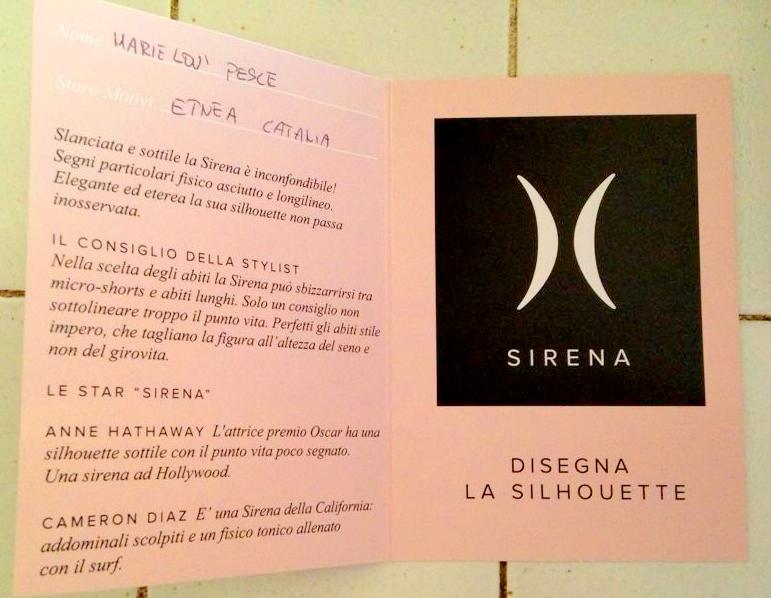 Nome MARIE LOU' PESCE
Store Motivi ETNEA CATALIA
Slanciata e sottile la Sirena è inconfondibile!
Segni particolari fisico asciutto e longilineo.
Elegante ed eterea la sua silhouette non passa
inosservata.
IL CONSIGLIO DELLA STYLIST
Nella scelta degli abiti la Sirena può sbizzarrirsi tra
micro-shorts e abiti lunghi. Solo un consiglio non
sottolineare troppo il punto vita. Perfetti gli abiti stile
impero, che tagliano la figura all'altezza del seno e
non del girovita.
LE STAR "SIRENA"
ANNE HATHAWAY L'attrice premio Oscar ha una
silhouette sottile con il punto vita poco segnato.
Una sirena ad Hollywood.
CAMERON DIAZ E' una Sirena della California:
addominali scolpiti e un fisico tonico allenato
con il surf.
SIRENA
DISEGNA
LA SILHOUETTE